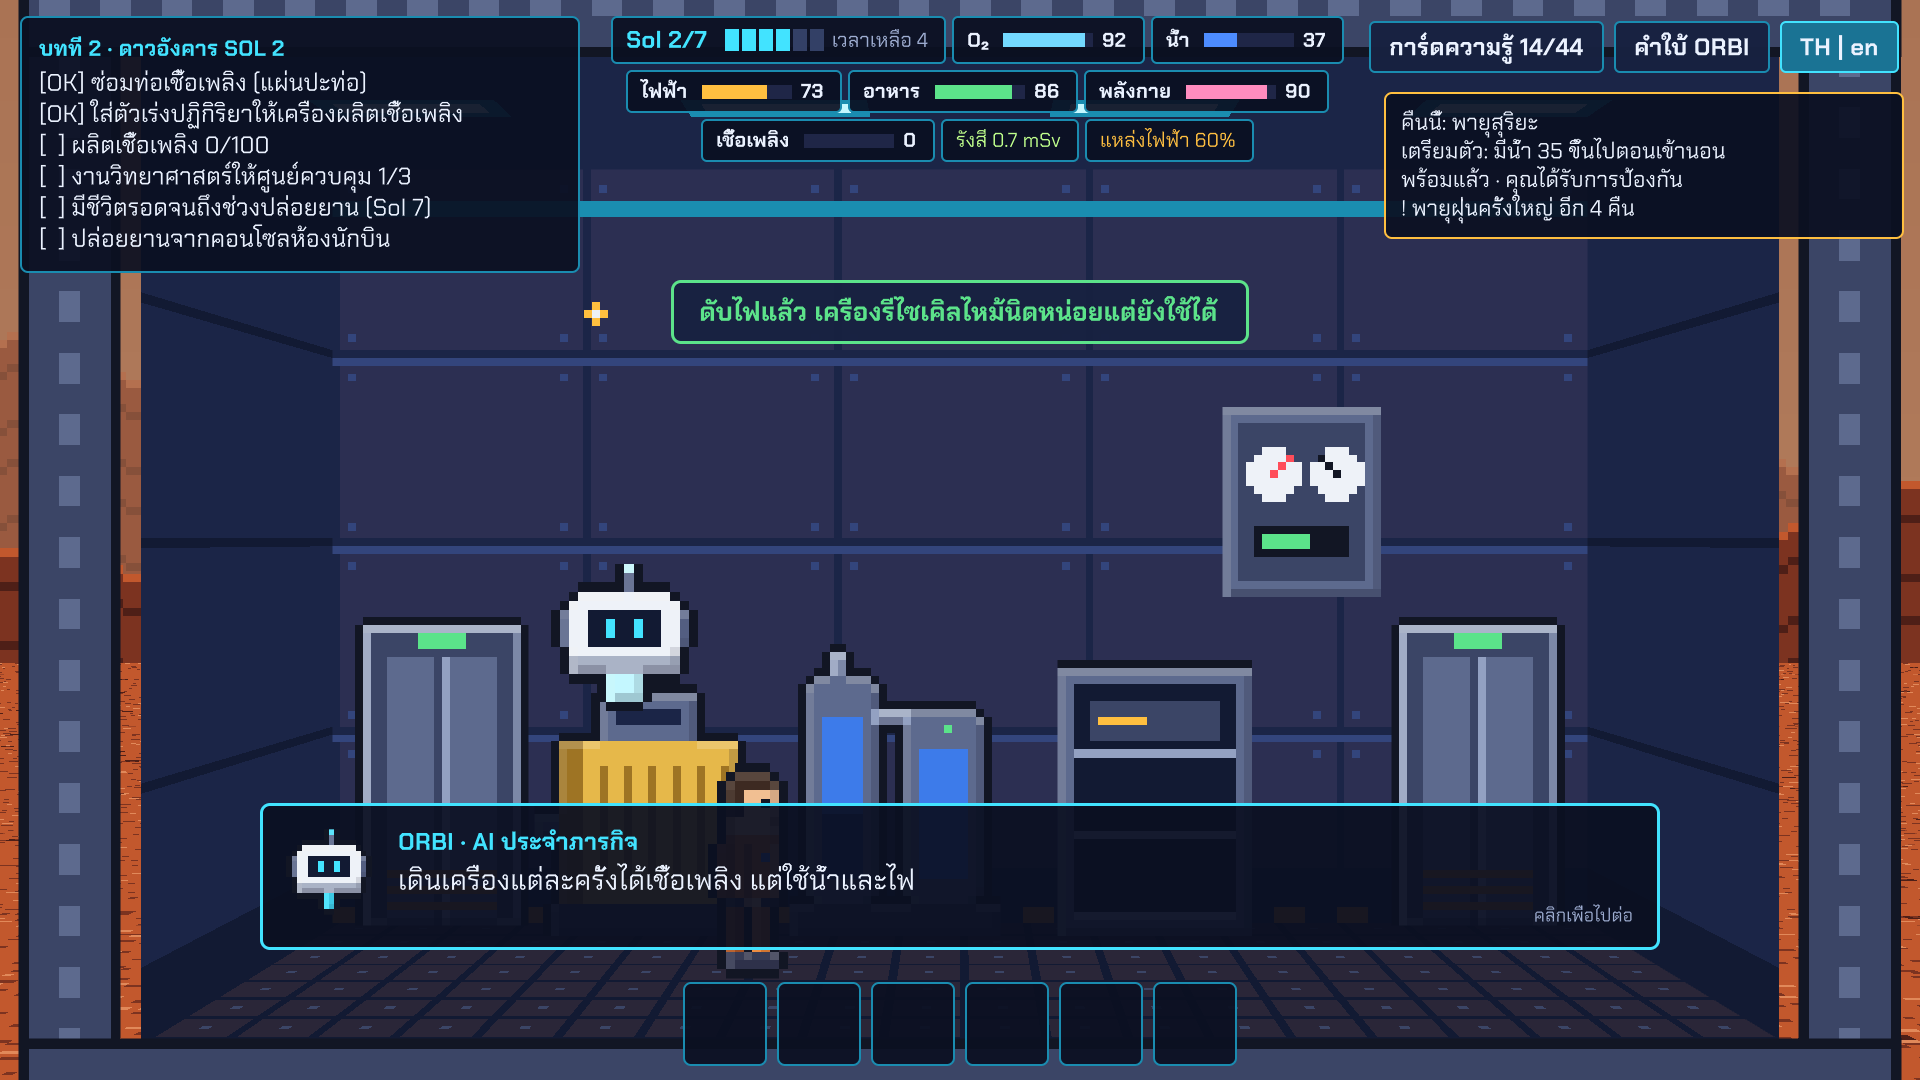 บทที่ 2 · ดาวอังคาร SOL 2
[OK] ซ่อมท่อเชื้อเพลิง (แผ่นปะท่อ)
[OK] ใส่ตัวเร่งปฏิกิริยาให้เครื่องผลิตเชื้อเพลิง
[ ] ผลิตเชื้อเพลิง 0/100
[ ] งานวิทยาศาสตร์ให้ศูนย์ควบคุม 1/3
[ ] มีชีวิตรอดจนถึงช่วงปล่อยยาน (Sol 7)
[ ] ปล่อยยานจากคอนโซลห้องนักบิน
Sol 2/7 เวลาเหลือ 4
O₂ 92
น้ำ 37
ไฟฟ้า 73
อาหาร 86
พลังกาย 90
เชื้อเพลิง 0
รังสี 0.7 mSv
แหล่งไฟฟ้า 60%
การ์ดความรู้ 14/44
คำใบ้ ORBI
TH | en
คืนนี้: พายุสุริยะ
เตรียมตัว: มีน้ำ 35 ขึ้นไปตอนเข้านอน
พร้อมแล้ว · คุณได้รับการป้องกัน
! พายุฝุ่นครั้งใหญ่ อีก 4 คืน
ดับไฟแล้ว เครื่องรีไซเคิลไหม้นิดหน่อยแต่ยังใช้ได้
ORBI · AI ประจำภารกิจ
เดินเครื่องแต่ละครั้งได้เชื้อเพลิง แต่ใช้น้ำและไฟ
คลิกเพื่อไปต่อ